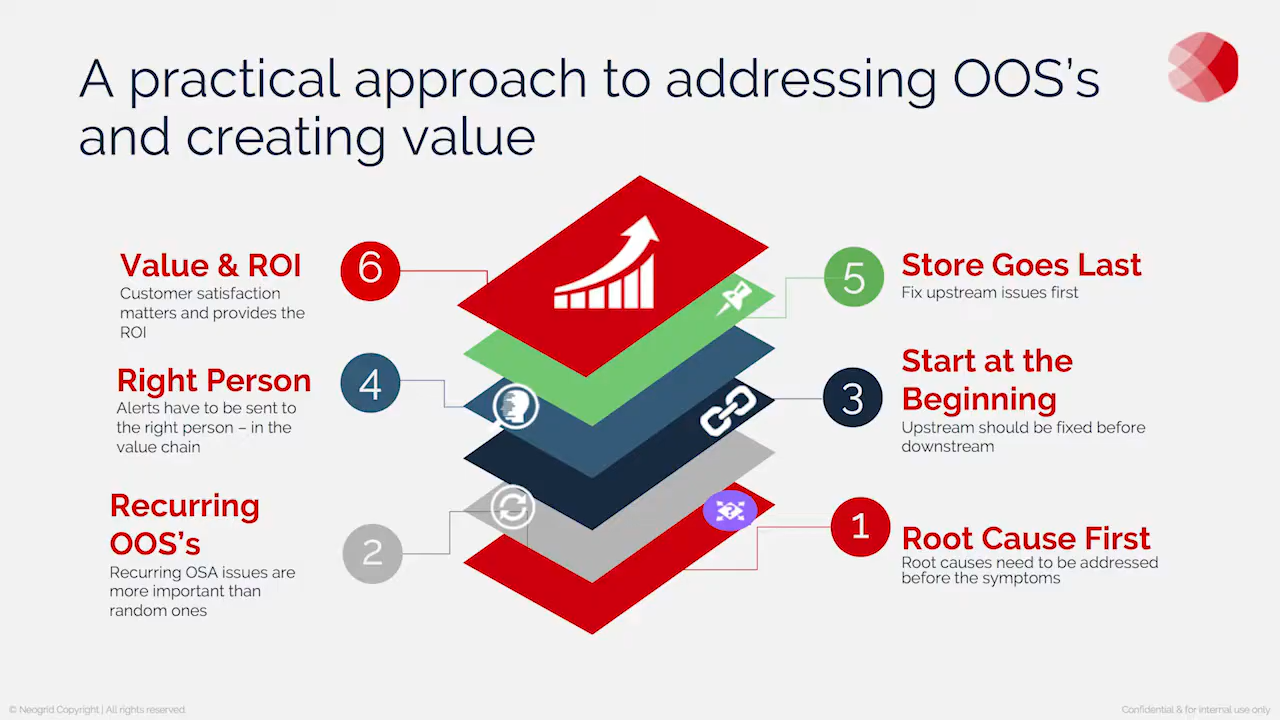 A practical approach to addressing OOS's
and creating value
Value & ROI
Customer satisfaction
matters and provides the
ROI
6
5
Store Goes Last
Fix upstream issues first
Right Person
Alerts have to be sent to
the right person – in the
value chain
4
3
Start at the
Beginning
Upstream should be fixed before
downstream
Recurring
OOS's
Recurring OSA issues are
more important than
random ones
2
1
Root Cause First
Root causes need to be addressed
before the symptoms
© Neogrid Copyright | All rights reserved.
Confidential & for internal use only